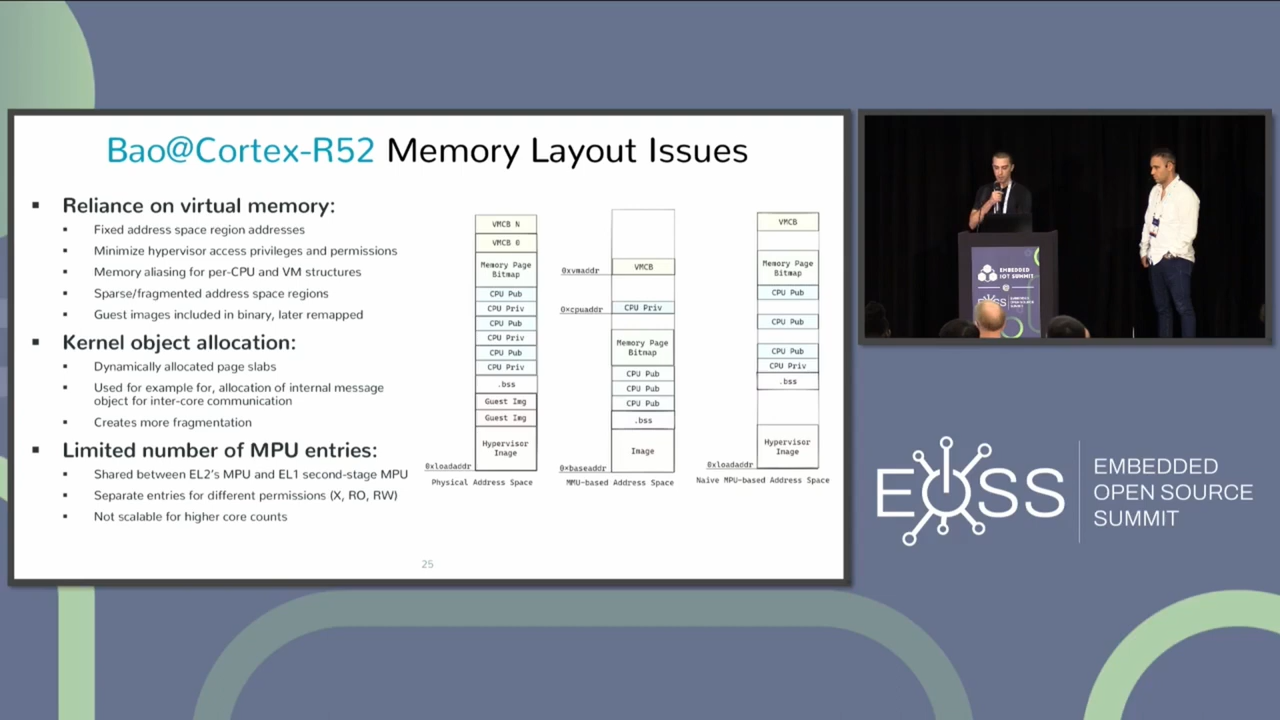 Bao@Cortex-R52 Memory Layout Issues
▪ Reliance on virtual memory:
▪ Fixed address space region addresses
▪ Minimize hypervisor access privileges and permissions
▪ Memory aliasing for per-CPU and VM structures
▪ Sparse/fragmented address space regions
▪ Guest images included in binary, later remapped
▪ Kernel object allocation:
▪ Dynamically allocated page slabs
▪ Used for example for, allocation of internal message
object for inter-core communication
▪ Creates more fragmentation
▪ Limited number of MPU entries:
▪ Shared between EL2's MPU and EL1 second-stage MPU
▪ Separate entries for different permissions (X, RO, RW)
▪ Not scalable for higher core counts
VMCB N
VMCB 0
Memory Page
Bitmap
CPU Pub
CPU Priv
CPU Pub
CPU Priv
CPU Pub
CPU Priv
.bss
Guest Img
Guest Img
Hypervisor
Image
0xloadaddr
Physical Address Space
0xvmaddr
VMCB
0xcpuaddr
CPU Priv
Memory Page
Bitmap
CPU Pub
CPU Pub
CPU Pub
.bss
Image
0xbaseaddr
MMU-based Address Space
VMCB
Memory Page
Bitmap
CPU Pub
CPU Pub
CPU Pub
CPU Priv
.bss
Hypervisor
Image
0xloadaddr
Naive MPU-based Address Space
25
EMBEDDED
IOT SUMMIT
EOSS
EMBEDDED
OPEN SOURCE
SUMMIT